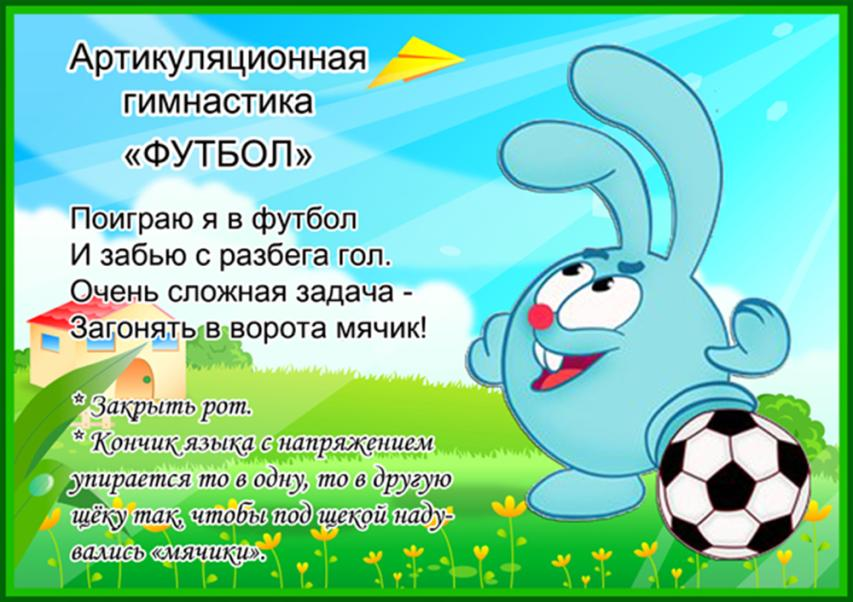 Артикуляционная
гимнастика
«ФУТБОЛ»
Поиграю я в футбол
И забью с разбега гол.
Очень сложная задача -
Загонять в ворота мячик!
* Закрыть рот.
* Кончик языка с напряжением
упирается то в одну, то в другую
щёку так, чтобы под щекой наду-
вались «мячики».